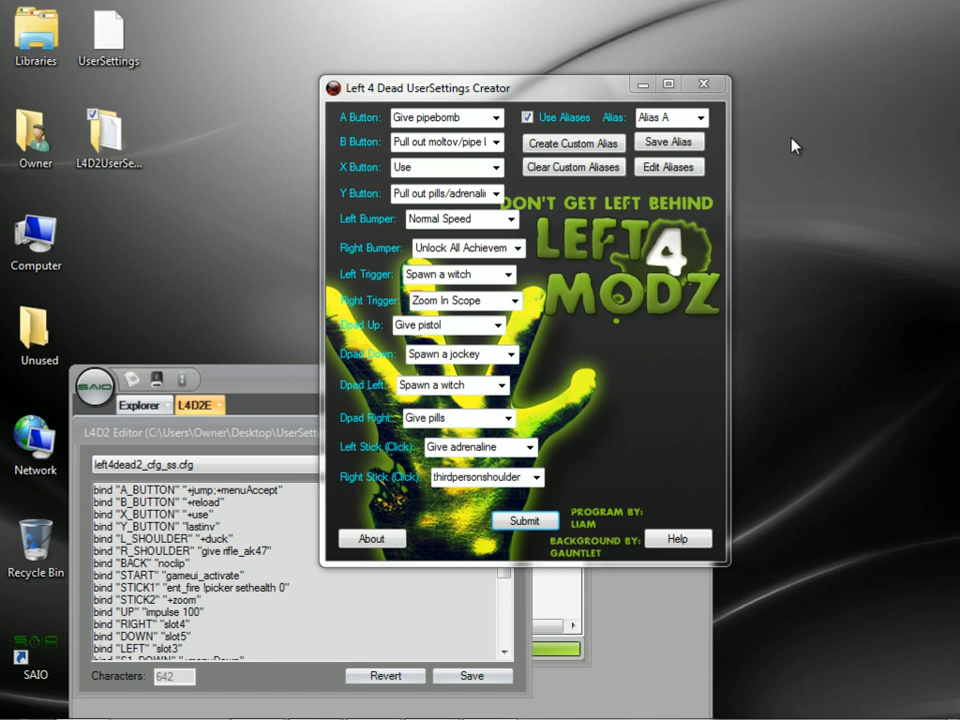 Libraries
UserSettings
Owner
L4D2UserSe...
Computer
Unused
Network
Recycle Bin
SAIO
SAIO
Left 4 Dead UserSettings Creator
A Button: Give pipebomb
Use Aliases Alias: Alias A
B Button: Pull out moltov/pipe l
Create Custom Alias Save Alias
X Button: Use
Clear Custom Aliases Edit Aliases
Y Button: Pull out pills/adrenali
DON'T GET LEFT BEHIND
LEFT 4 MODZ
Left Bumper: Normal Speed
Right Bumper: Unlock All Achievem
Left Trigger: Spawn a witch
Right Trigger: Zoom In Scope
Dpad Up: Give pistol
Dpad Down: Spawn a jockey
Dpad Left: Spawn a witch
Dpad Right: Give pills
Left Stick (Click): Give adrenaline
Right Stick (Click): thirdpersonshoulder
Submit
PROGRAM BY:
LIAM
About
BACKGROUND BY:
GAUNTLET
Help
SAIO
Explorer L4D2E
L4D2 Editor (C:\Users\Owner\Desktop\UserSetti
left4dead2_cfg_ss.cfg
bind "A_BUTTON" "+jump;+menuAccept"
bind "B_BUTTON" "+reload"
bind "X_BUTTON" "+use"
bind "Y_BUTTON" "lastinv"
bind "L_SHOULDER" "+duck"
bind "R_SHOULDER" "give rifle_ak47"
bind "BACK" "noclip"
bind "START" "gameui_activate"
bind "STICK1" "ent_fire !picker sethealth 0"
bind "STICK2" "+zoom"
bind "UP" "impulse 100"
bind "RIGHT" "slot4"
bind "DOWN" "slot5"
bind "LEFT" "slot3"
bind "S1_DOWN" "+menuDown"
Characters: 642
Revert
Save